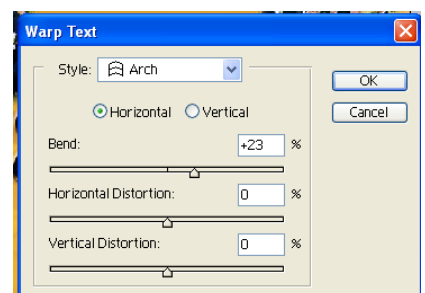 Warp Text
Style: Arch
OK
Horizontal Vertical
Cancel
Bend: +23 %
Horizontal Distortion: 0 %
Vertical Distortion: 0 %